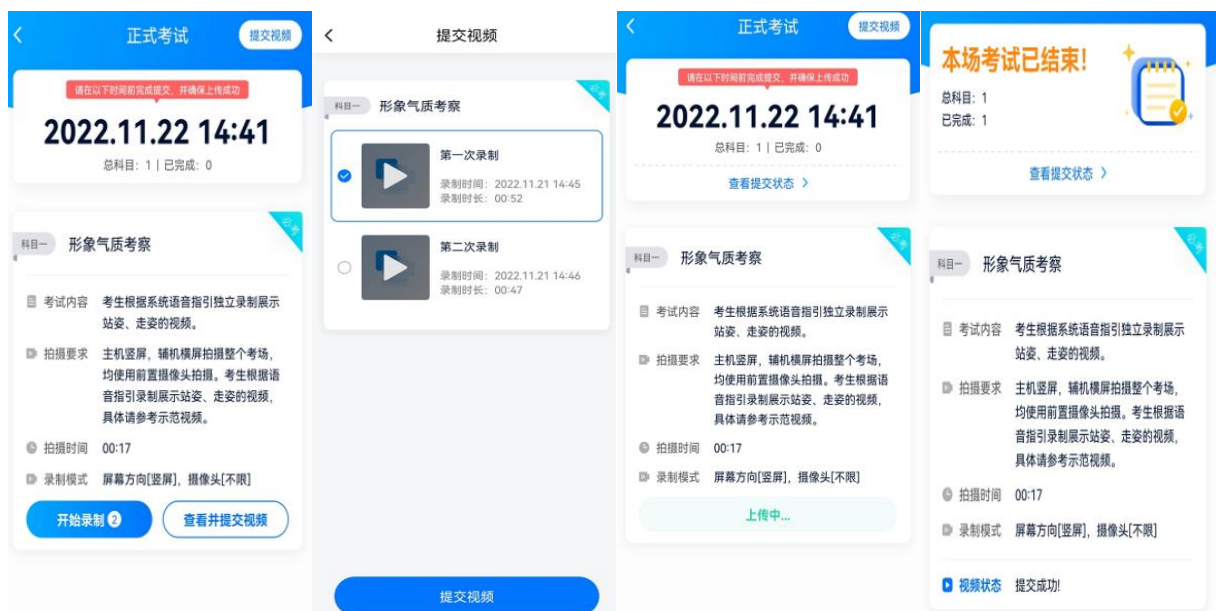 正式考试
提交视频
请在以下时间前完成提交，并确保上传成功
2022.11.22 14:41
总科目：1 | 已完成：0
必考
科目一 形象气质考察
考试内容 考生根据系统语音指引独立录制展示
站姿、走姿的视频。
拍摄要求 主机竖屏，辅机横屏拍摄整个考场，
均使用前置摄像头拍摄。考生根据语
音指引录制展示站姿、走姿的视频，
具体请参考示范视频。
拍摄时间 00:17
录制模式 屏幕方向[竖屏]，摄像头[不限]
开始录制 2
查看并提交视频
提交视频
必考
科目一 形象气质考察
第一次录制
录制时间：2022.11.21 14:45
录制时长：00:52
第二次录制
录制时间：2022.11.21 14:46
录制时长：00:47
提交视频
正式考试
提交视频
请在以下时间前完成提交，并确保上传成功
2022.11.22 14:41
总科目：1 | 已完成：0
查看提交状态
必考
科目一 形象气质考察
考试内容 考生根据系统语音指引独立录制展示
站姿、走姿的视频。
拍摄要求 主机竖屏，辅机横屏拍摄整个考场，
均使用前置摄像头拍摄。考生根据语
音指引录制展示站姿、走姿的视频，
具体请参考示范视频。
拍摄时间 00:17
录制模式 屏幕方向[竖屏]，摄像头[不限]
上传中...
本场考试已结束！
总科目：1
已完成：1
查看提交状态
必考
科目一 形象气质考察
考试内容 考生根据系统语音指引独立录制展示
站姿、走姿的视频。
拍摄要求 主机竖屏，辅机横屏拍摄整个考场，
均使用前置摄像头拍摄。考生根据语
音指引录制展示站姿、走姿的视频，
具体请参考示范视频。
拍摄时间 00:17
录制模式 屏幕方向[竖屏]，摄像头[不限]
视频状态 提交成功!